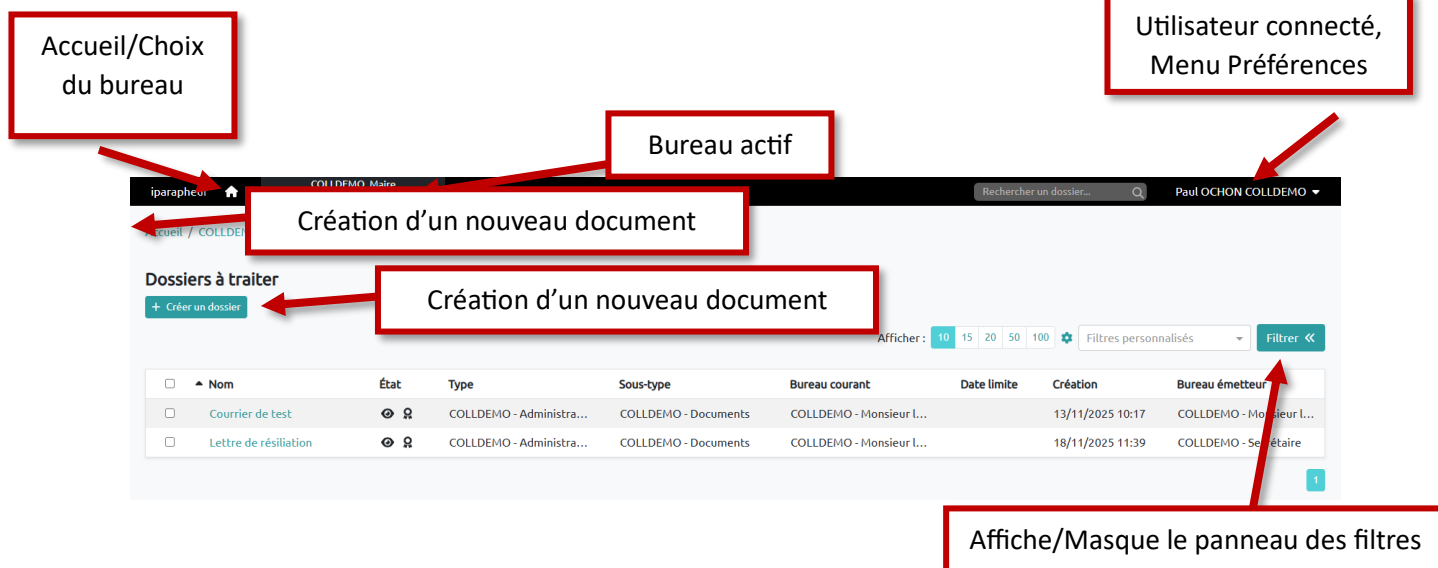 Accueil/Choix
du bureau
Utilisateur connecté,
Menu Préférences
Bureau actif
COLLDEMO Maire
iparapheur
Rechercher un dossier...
Paul OCHON COLLDEMO
Création d’un nouveau document
Accueil / COLLDEM
Dossiers à traiter
+ Créer un dossier
Création d’un nouveau document
Afficher : 10 15 20 50 100 Filtres personnalisés Filtrer
Nom État Type Sous-type Bureau courant Date limite Création Bureau émetteur
Courrier de test COLLDEMO - Administra... COLLDEMO - Documents COLLDEMO - Monsieur l... 13/11/2025 10:17 COLLDEMO - Monsieur l...
Lettre de résiliation COLLDEMO - Administra... COLLDEMO - Documents COLLDEMO - Monsieur l... 18/11/2025 11:39 COLLDEMO - Secrétaire
1
Affiche/Masque le panneau des filtres